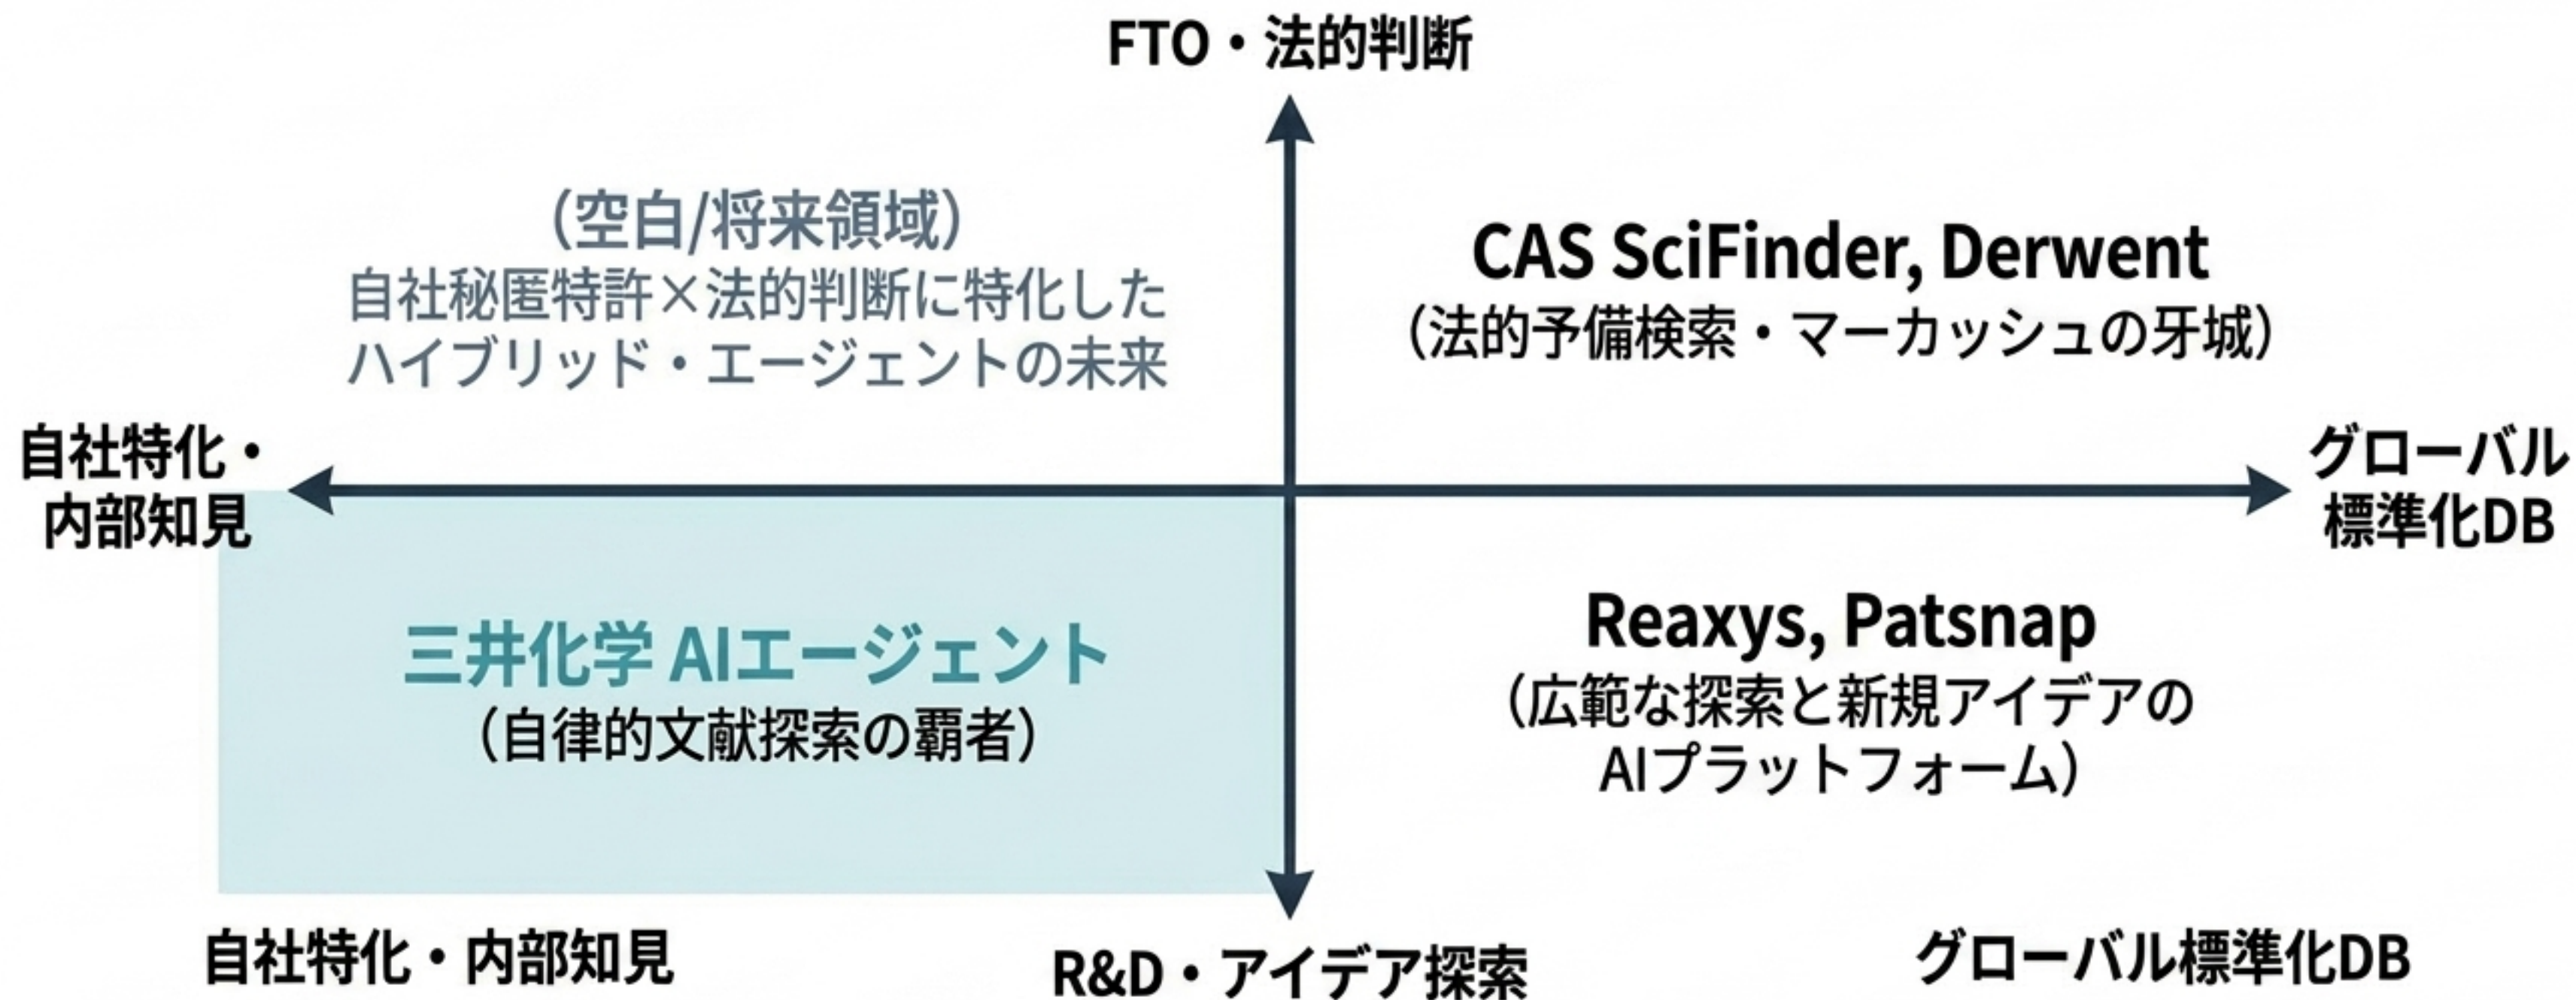 FTO・法的判断
（空白/将来領域）
自社秘匿特許×法的判断に特化した
ハイブリッド・エージェントの未来
CAS SciFinder, Derwent
（法的予備検索・マーカッシュの牙城）
自社特化・
内部知見
グローバル
標準化DB
三井化学 AIエージェント
（自律的文献探索の覇者）
Reaxys, Patsnap
（広範な探索と新規アイデアの
AIプラットフォーム）
自社特化・内部知見
R&D・アイデア探索
グローバル標準化DB